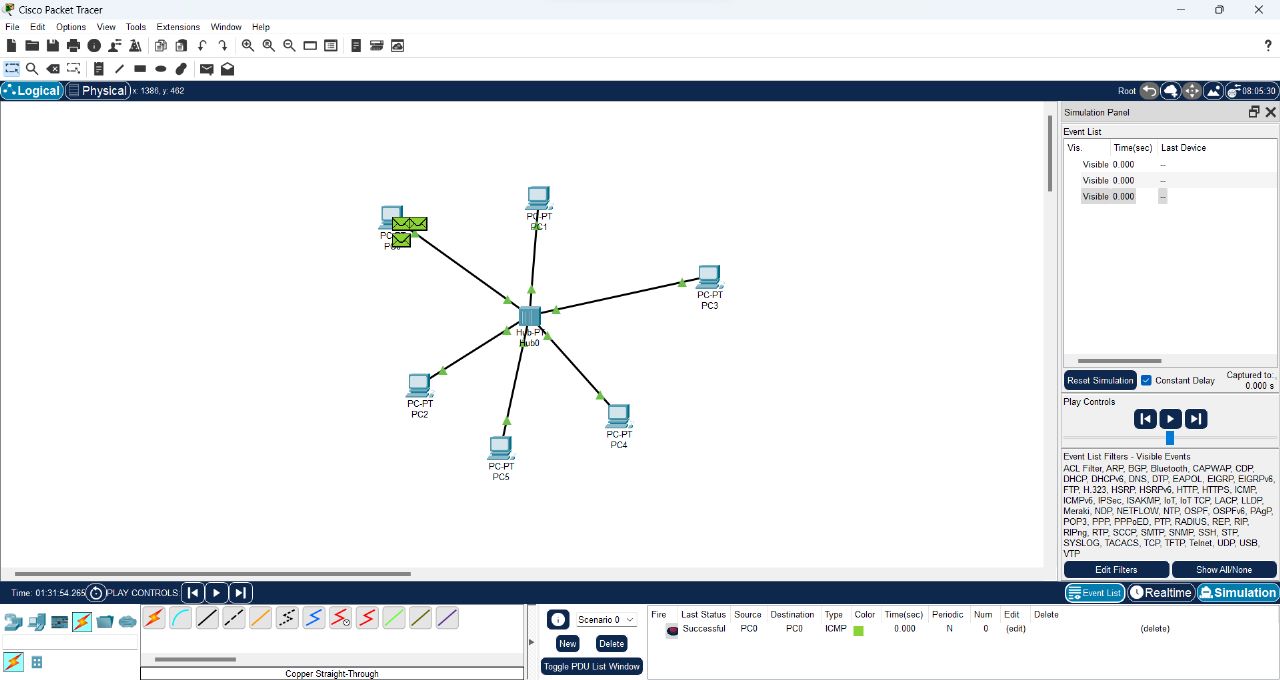 Cisco Packet Tracer
File Edit Options View Tools Extensions Window Help
?
Logical Physical x: 1386, y: 462 Root 08:05:30
Simulation Panel
Event List
Vis. Time(sec) Last Device
Visible 0.000 --
Visible 0.000 --
Visible 0.000 --
PC-PT
PC1
PC-PT
PC0
PC-PT
PC3
Hub-PT
Hub0
PC-PT
PC2
PC-PT
PC4
PC-PT
PC5
Reset Simulation Constant Delay Captured to:
0.000 s
Play Controls
Event List Filters - Visible Events
ACL Filter, ARP, BGP, Bluetooth, CAPWAP, CDP,
DHCP, DHCPv6, DNS, DTP, EAPOL, EIGRP, EIGRPv6,
FTP, H.323, HSRP, HSRPv6, HTTP, HTTPS, ICMP,
ICMPv6, IPSec, ISAKMP, IoT, IoT TCP, LACP, LLDP,
Meraki, NDP, NETFLOW, NTP, OSPF, OSPFv6, PAgP,
POP3, PPP, PPPoED, PTP, RADIUS, REP, RIP,
RIPng, RTP, SCCP, SMTP, SNMP, SSH, STP,
SYSLOG, TACACS, TCP, TFTP, Telnet, UDP, USB,
VTP
Edit Filters Show All/None
Time: 01:31:54.265 PLAY CONTROLS: Event List Realtime Simulation
Scenario 0
New Delete
Toggle PDU List Window
Fire Last Status Source Destination Type Color Time(sec) Periodic Num Edit Delete
Successful PC0 PC0 ICMP 0.000 N 0 (edit) (delete)
Copper Straight-Through